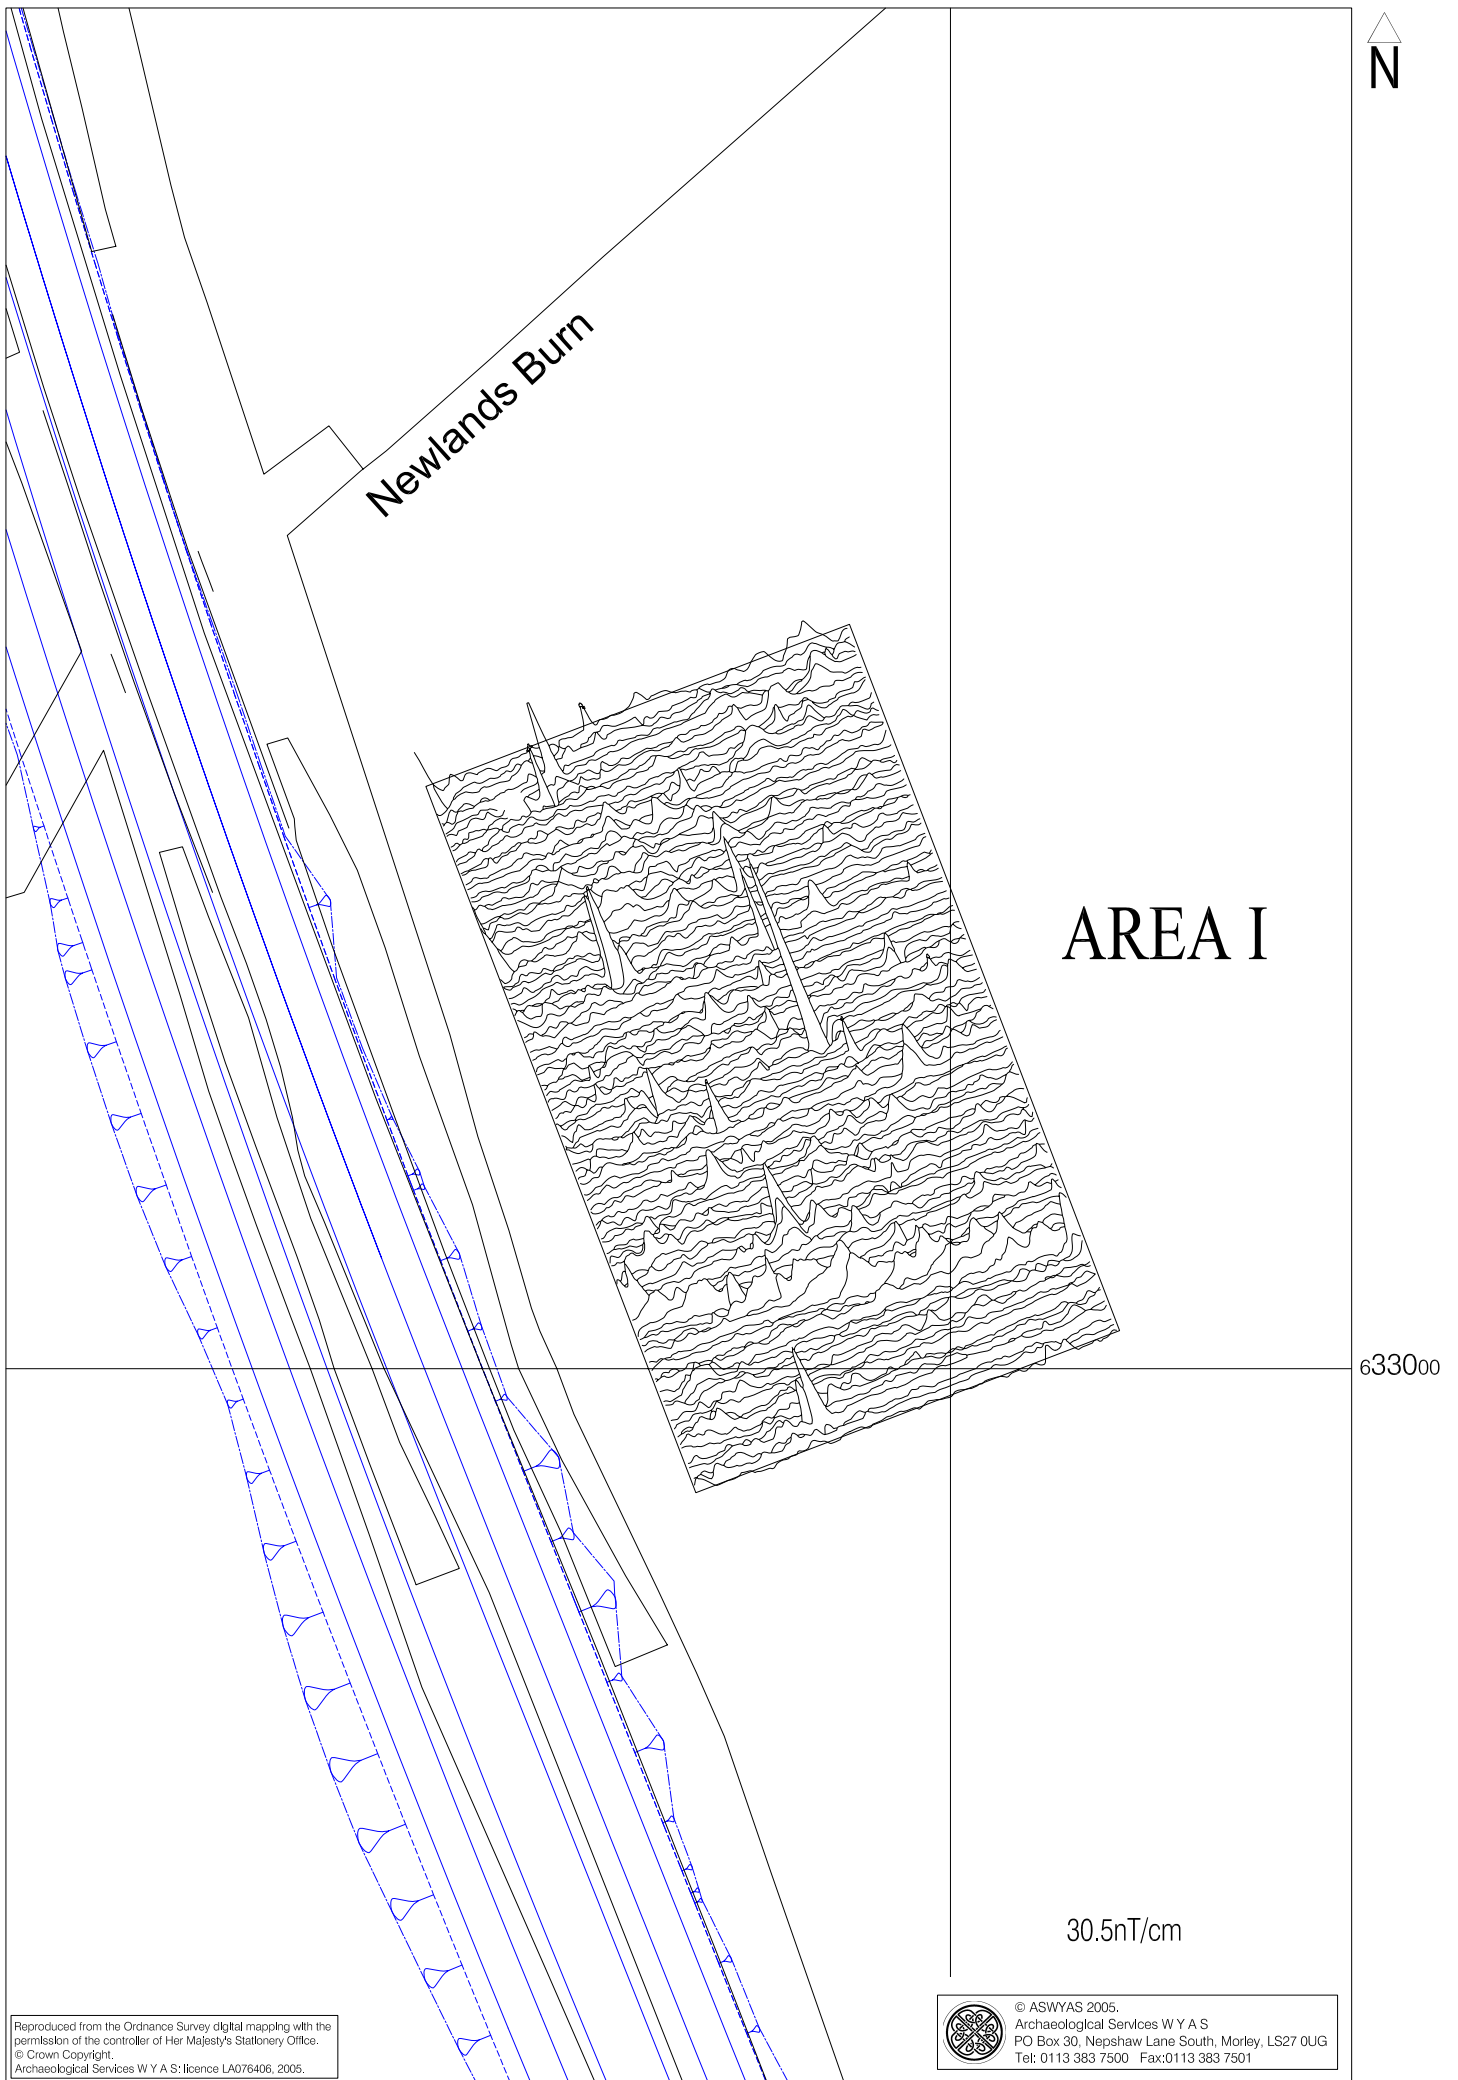 N
Newlands Burn
AREA I
633000
30.5nT/cm
Reproduced from the Ordnance Survey digital mapping with the
permission of the controller of Her Majesty's Stationery Office.
© Crown Copyright.
Archaeological Services W Y A S: licence LA076406, 2005.
© ASWYAS 2005.
Archaeological Services W Y A S
PO Box 30, Nepshaw Lane South, Morley, LS27 0UG
Tel: 0113 383 7500 Fax:0113 383 7501